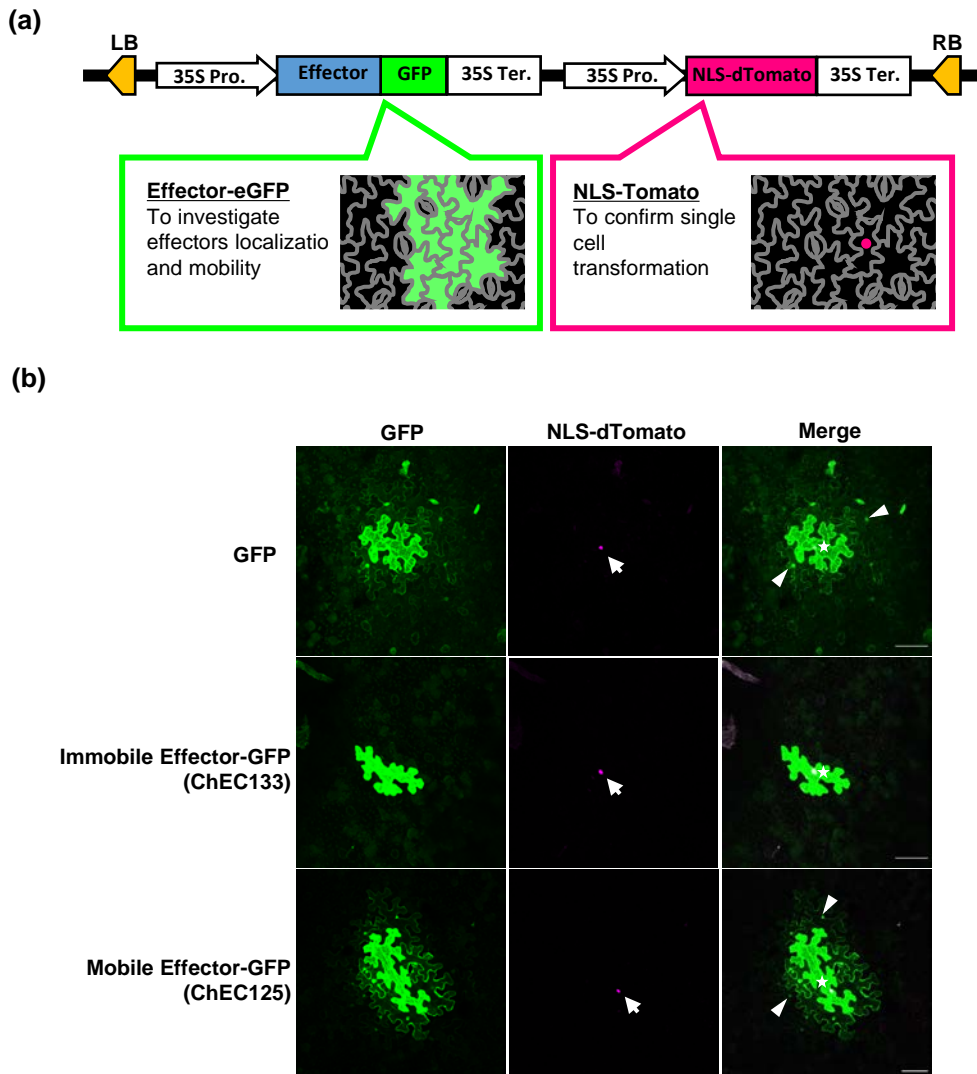 (a)
LB
RB
35S Pro.
Effector
GFP
35S Ter.
35S Pro.
NLS-dTomato
35S Ter.
Effector-eGFP
To investigate
effectors localizatio
and mobility
NLS-Tomato
To confirm single
cell
transformation
(b)
GFP
NLS-dTomato
Merge
GFP
Immobile Effector-GFP
(ChEC133)
Mobile Effector-GFP
(ChEC125)